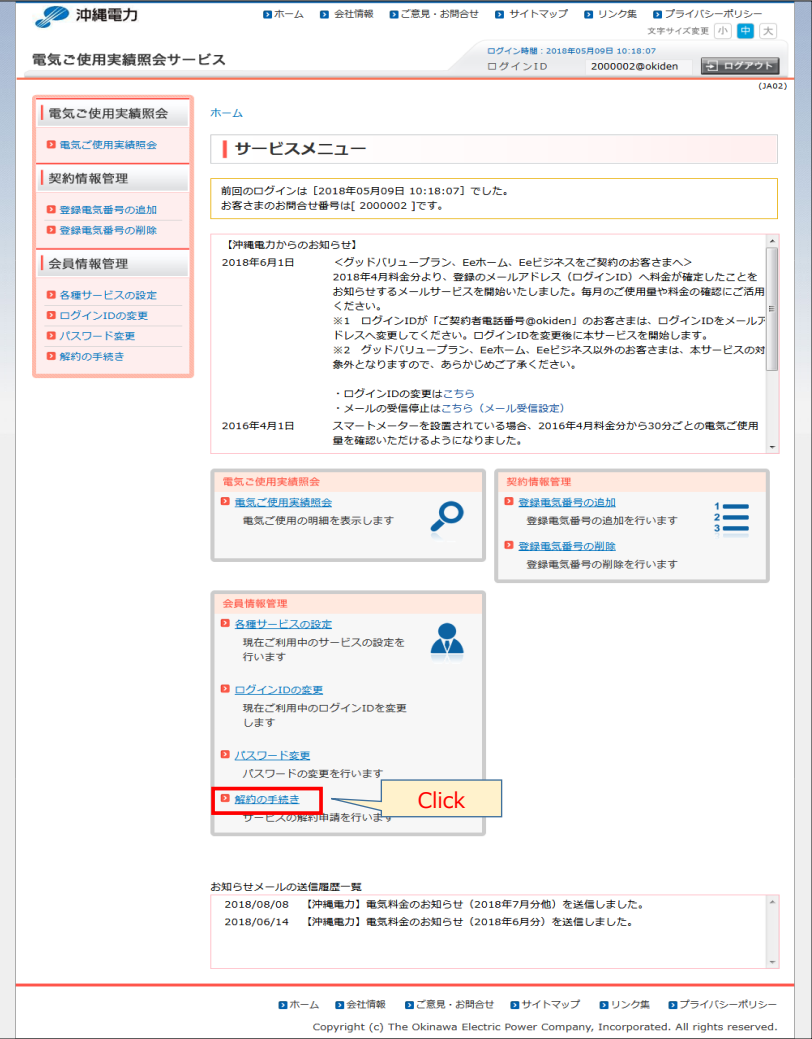 沖縄電力
ホーム 会社情報 ご意見・お問合せ サイトマップ リンク集 プライバシーポリシー
文字サイズ変更 小 中 大
電気ご使用実績照会サービス
ログイン時間：2018年05月09日 10:18:07
ログインID 2000002@okiden ログアウト
(JA02)
電気ご使用実績照会
電気ご使用実績照会
契約情報管理
登録電気番号の追加
登録電気番号の削除
会員情報管理
各種サービスの設定
ログインIDの変更
パスワード変更
解約の手続き
ホーム
サービスメニュー
前回のログインは［2018年05月09日 10:18:07］でした。
お客さまのお問合せ番号は[ 2000002 ]です。
【沖縄電力からのお知らせ】
2018年6月1日 ＜グッドバリュープラン、Eeホーム、Eeビジネスをご契約のお客さまへ＞
2018年4月料金分より、登録のメールアドレス（ログインID）へ料金が確定したことを
お知らせするメールサービスを開始いたしました。毎月のご使用量や料金の確認にご活用
ください。
※1 ログインIDが「ご契約者電話番号@okiden」のお客さまは、ログインIDをメールア
ドレスへ変更してください。ログインIDを変更後に本サービスを開始します。
※2 グッドバリュープラン、Eeホーム、Eeビジネス以外のお客さまは、本サービスの対
象外となりますので、あらかじめご了承ください。
・ログインIDの変更はこちら
・メールの受信停止はこちら（メール受信設定）
2016年4月1日 スマートメーターを設置されている場合、2016年4月料金分から30分ごとの電気ご使用
量を確認いただけるようになりました。
電気ご使用実績照会
電気ご使用実績照会
電気ご使用の明細を表示します
契約情報管理
登録電気番号の追加
登録電気番号の追加を行います
登録電気番号の削除
登録電気番号の削除を行います
1
2
3
会員情報管理
各種サービスの設定
現在ご利用中のサービスの設定を
行います
ログインIDの変更
現在ご利用中のログインIDを変更
します
パスワード変更
パスワードの変更を行います
解約の手続き
Click
サービスの解約申請を行います
お知らせメールの送信履歴一覧
2018/08/08 【沖縄電力】電気料金のお知らせ（2018年7月分他）を送信しました。
2018/06/14 【沖縄電力】電気料金のお知らせ（2018年6月分）を送信しました。
ホーム 会社情報 ご意見・お問合せ サイトマップ リンク集 プライバシーポリシー
Copyright (c) The Okinawa Electric Power Company, Incorporated. All rights reserved.